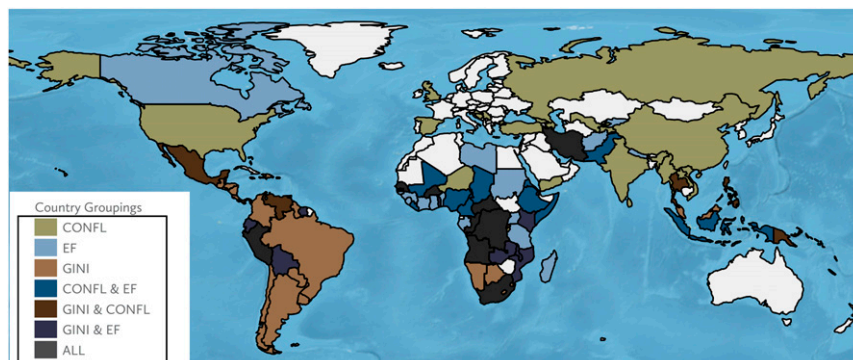 Country Groupings
CONFL
EF
GINI
CONFL & EF
GINI & CONFL
GINI & EF
ALL